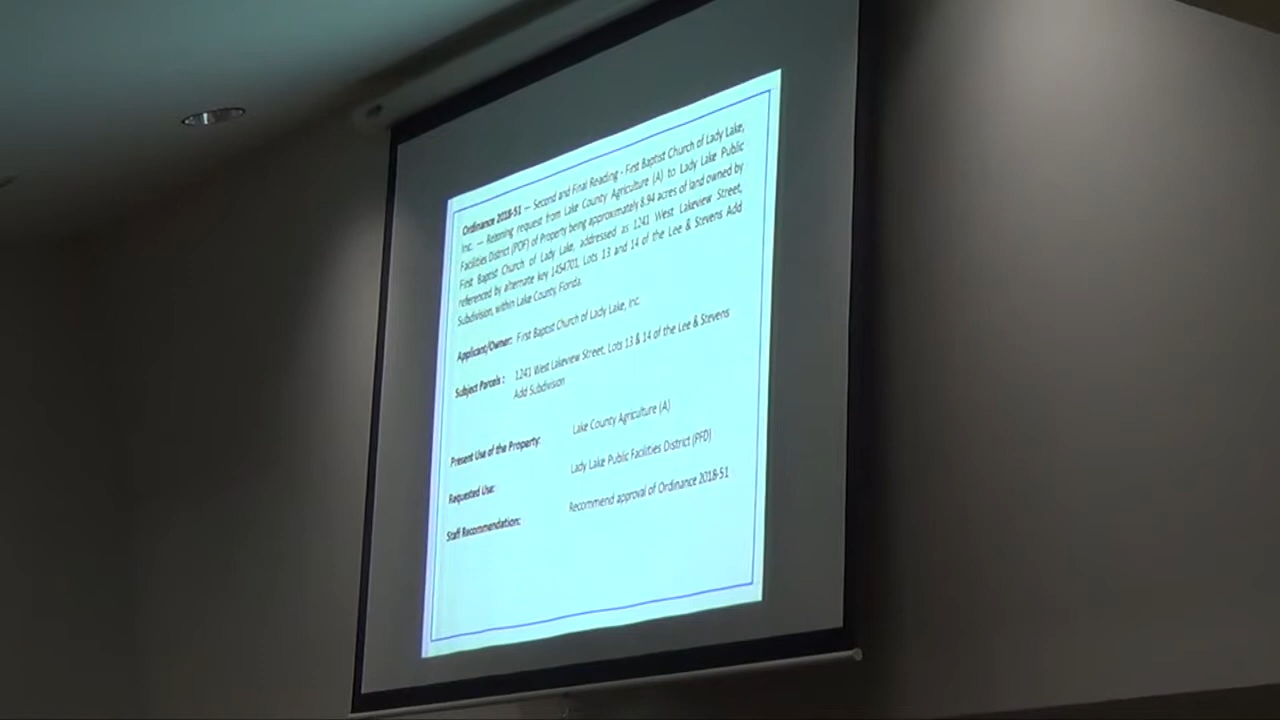 Ordinance 2018-51 — Second and Final Reading - First Baptist Church of Lady Lake,
Inc. — Rezoning request from Lake County Agriculture (A) to Lady Lake Public
Facilities District (PDF) of Property being approximately 8.94 acres of land owned by
First Baptist Church of Lady Lake, addressed as 1241 West Lakeview Street,
referenced by alternate key 1454701, Lots 13 and 14 of the Lee & Stevens Add
Subdivision, within Lake County, Florida.
Applicant/Owner: First Baptist Church of Lady Lake, Inc.
Subject Parcels : 1241 West Lakeview Street, Lots 13 & 14 of the Lee & Stevens
Add Subdivision
Present Use of the Property: Lake County Agriculture (A)
Requested Use: Lady Lake Public Facilities District (PFD)
Staff Recommendation: Recommend approval of Ordinance 2018-51